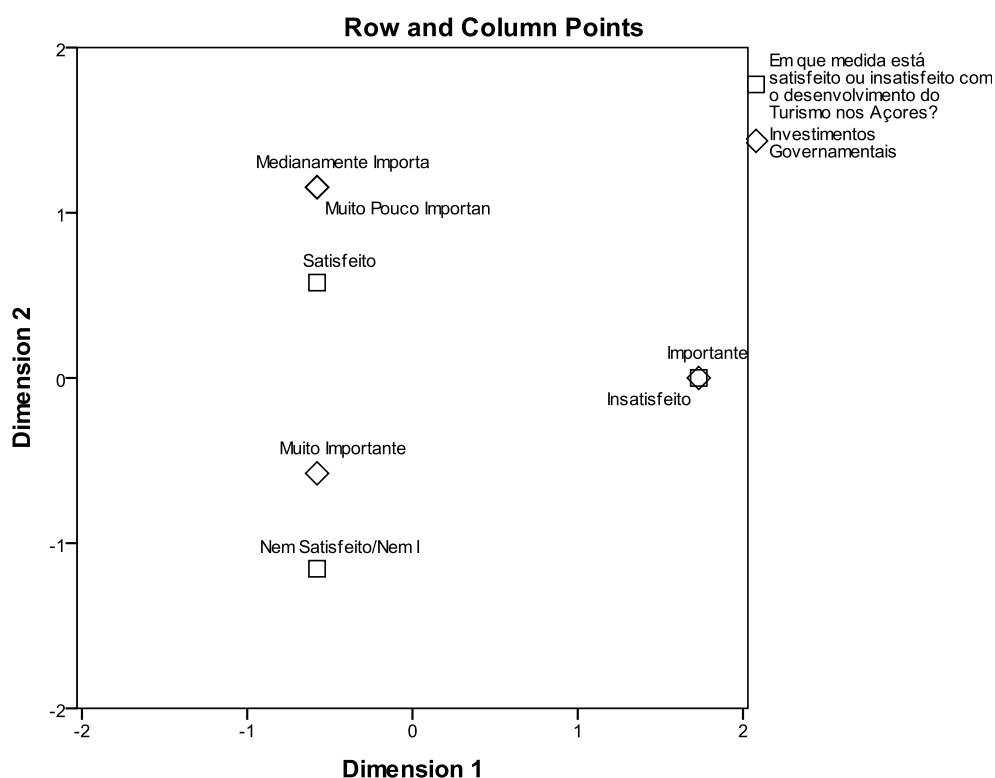 Row and Column Points
Em que medida está
satisfeito ou insatisfeito com
o desenvolvimento do
Turismo nos Açores?
Investimentos
Governamentais
2
1
0
-1
-2
Dimension 2
Medianamente Importa
Muito Pouco Importan
Satisfeito
Importante
Insatisfeito
Muito Importante
Nem Satisfeito/Nem I
-2
-1
0
1
2
Dimension 1